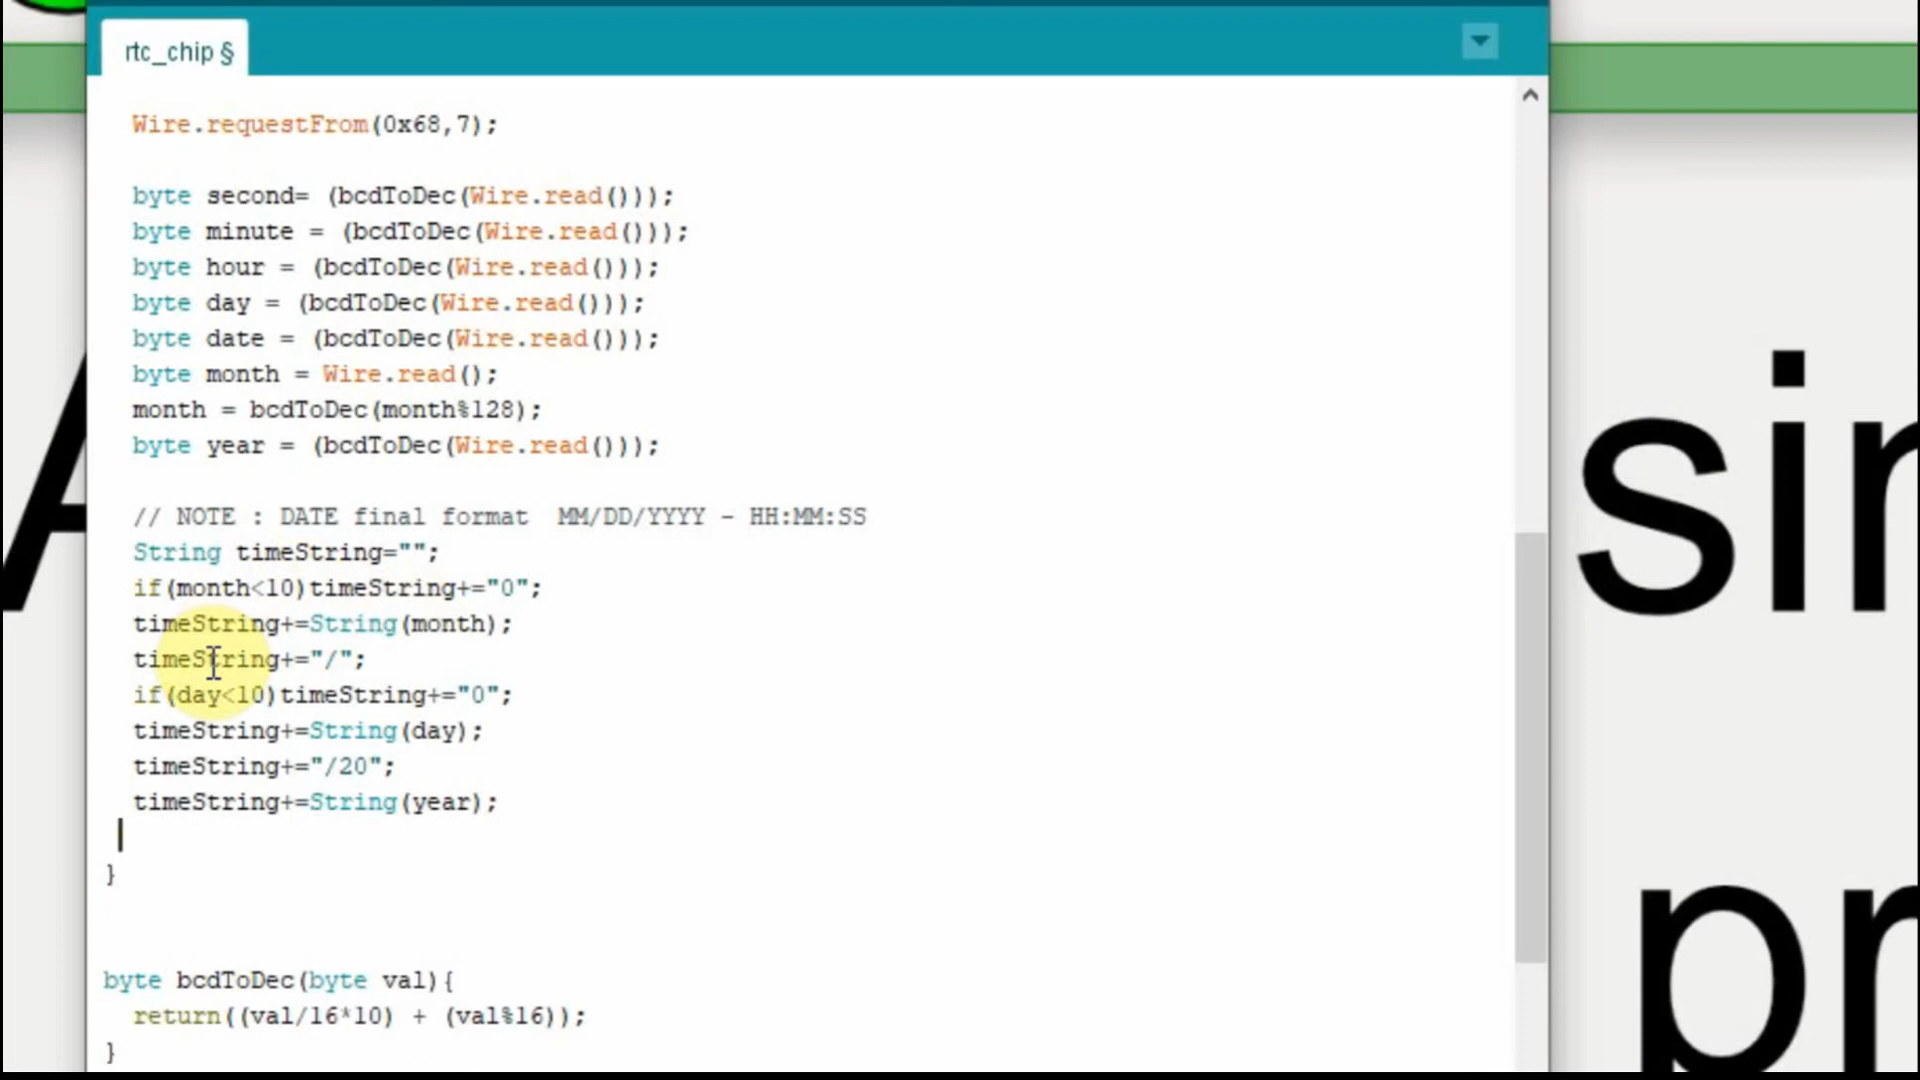 rtc_chip §
Wire.requestFrom(0x68,7);
byte second= (bcdToDec(Wire.read()));
byte minute = (bcdToDec(Wire.read()));
byte hour = (bcdToDec(Wire.read()));
byte day = (bcdToDec(Wire.read()));
byte date = (bcdToDec(Wire.read()));
byte month = Wire.read();
month = bcdToDec(month%128);
byte year = (bcdToDec(Wire.read()));
// NOTE : DATE final format  MM/DD/YYYY - HH:MM:SS
String timeString="";
if(month<10)timeString+="0";
timeString+=String(month);
timeString+="/";
if(day<10)timeString+="0";
timeString+=String(day);
timeString+="/20";
timeString+=String(year);
}
byte bcdToDec(byte val){
return((val/16*10) + (val%16));
}
A
sin
pr